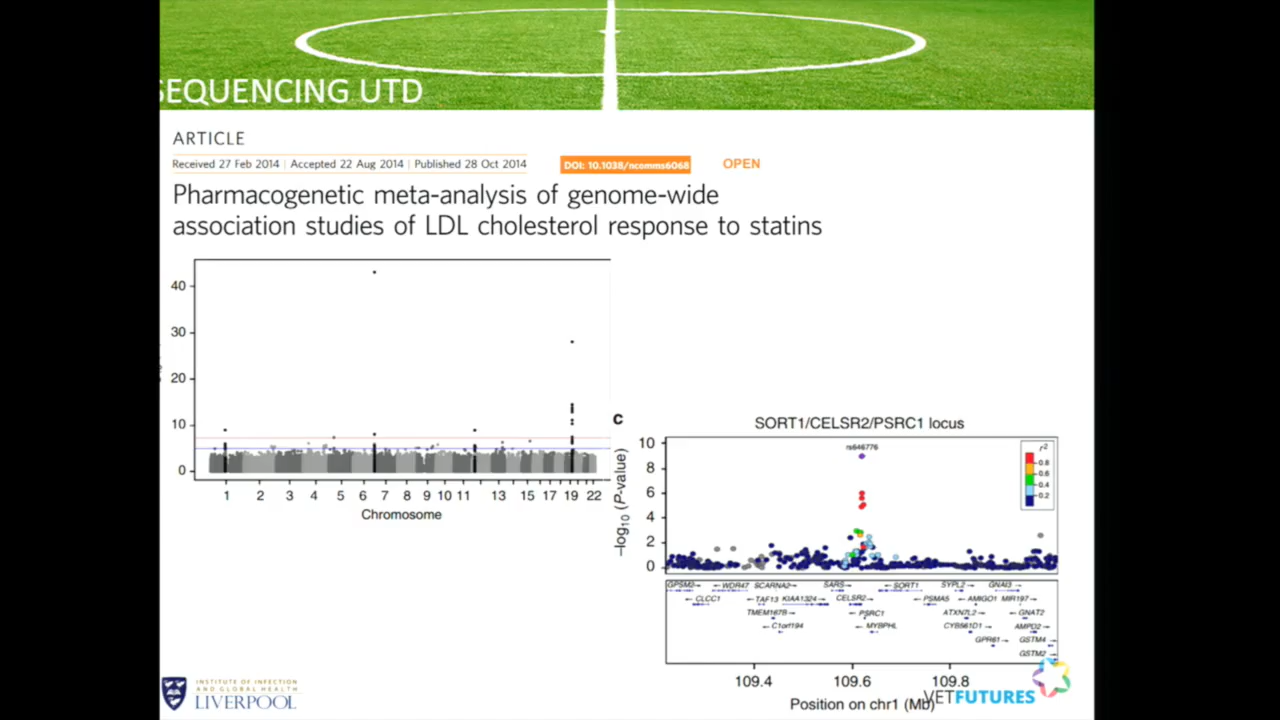 SEQUENCING UTD
ARTICLE
Received 27 Feb 2014 | Accepted 22 Aug 2014 | Published 28 Oct 2014
DOI: 10.1038/ncomms6068
OPEN
Pharmacogenetic meta-analysis of genome-wide
association studies of LDL cholesterol response to statins
40
30
20
10
0
1 2 3 4 5 6 7 8 9 10 11 13 15 17 19 22
Chromosome
c
SORT1/CELSR2/PSRC1 locus
rs646776
r²
0.8
0.6
0.4
0.2
10
8
6
4
2
0
–log10 (P-value)
GPSM2 WDR47 SCARNA2 SARS SORT1 SYPL2 GNAI3
CLCC1 TAF13 KIAA1324 CELSR2 PSMA5 AMIGO1 MIR197
TMEM167B PSRC1 ATXN7L2 GNAT2
C1orf194 MYBPHL CYB561D1 AMPD2
GPR61 GSTM4
GSTM2
109.4 109.6 109.8
Position on chr1 (Mb)
INSTITUTE OF INFECTION
AND GLOBAL HEALTH
LIVERPOOL
VETFUTURES